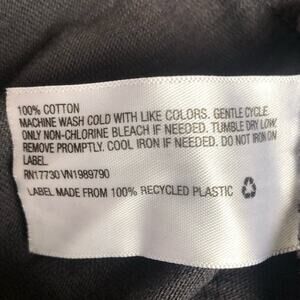 100% COTTON
MACHINE WASH COLD WITH LIKE COLORS. GENTLE CYCLE
ONLY NON-CHLORINE BLEACH IF NEEDED. TUMBLE DRY LOW.
REMOVE PROMPTLY. COOL IRON IF NEEDED. DO NOT IRON ON
LABEL.
RN17730 VN1989790
LABEL MADE FROM 100% RECYCLED PLASTIC